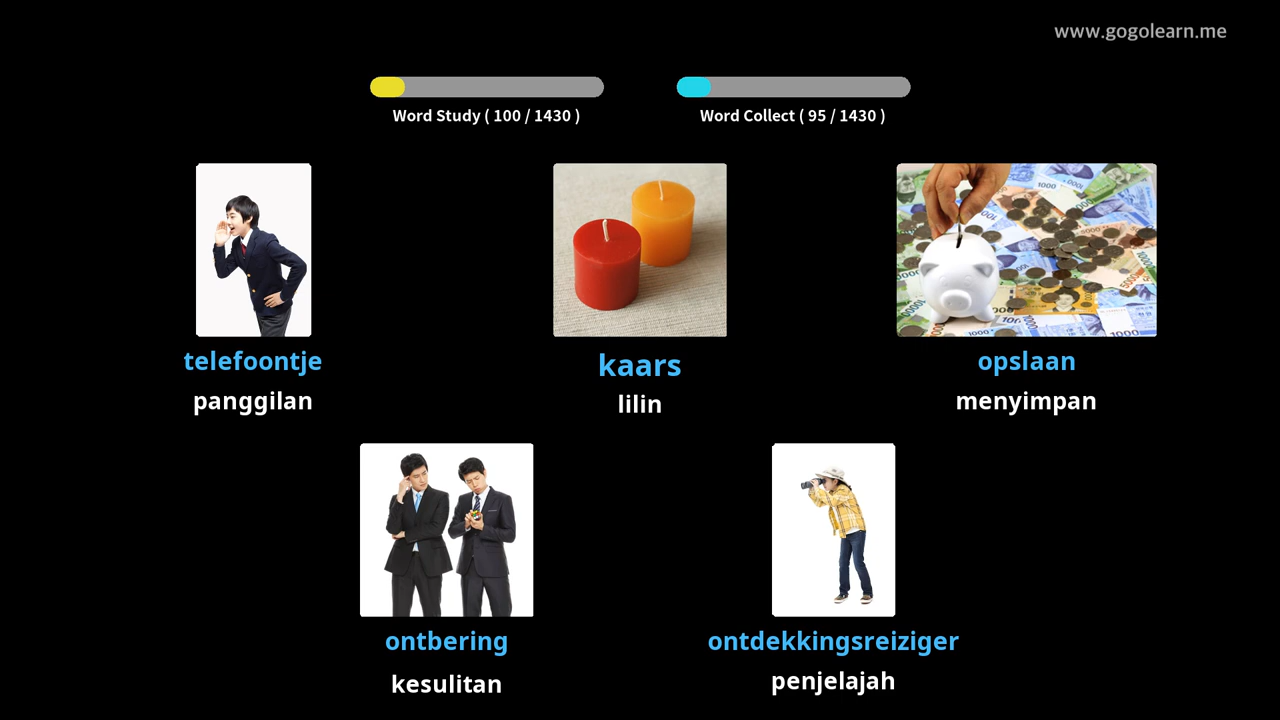 www.gogolearn.me
Word Study ( 100 / 1430 )
Word Collect ( 95 / 1430 )
telefoontje
panggilan
kaars
lilin
opslaan
menyimpan
ontbering
kesulitan
ontdekkingsreiziger
penjelajah